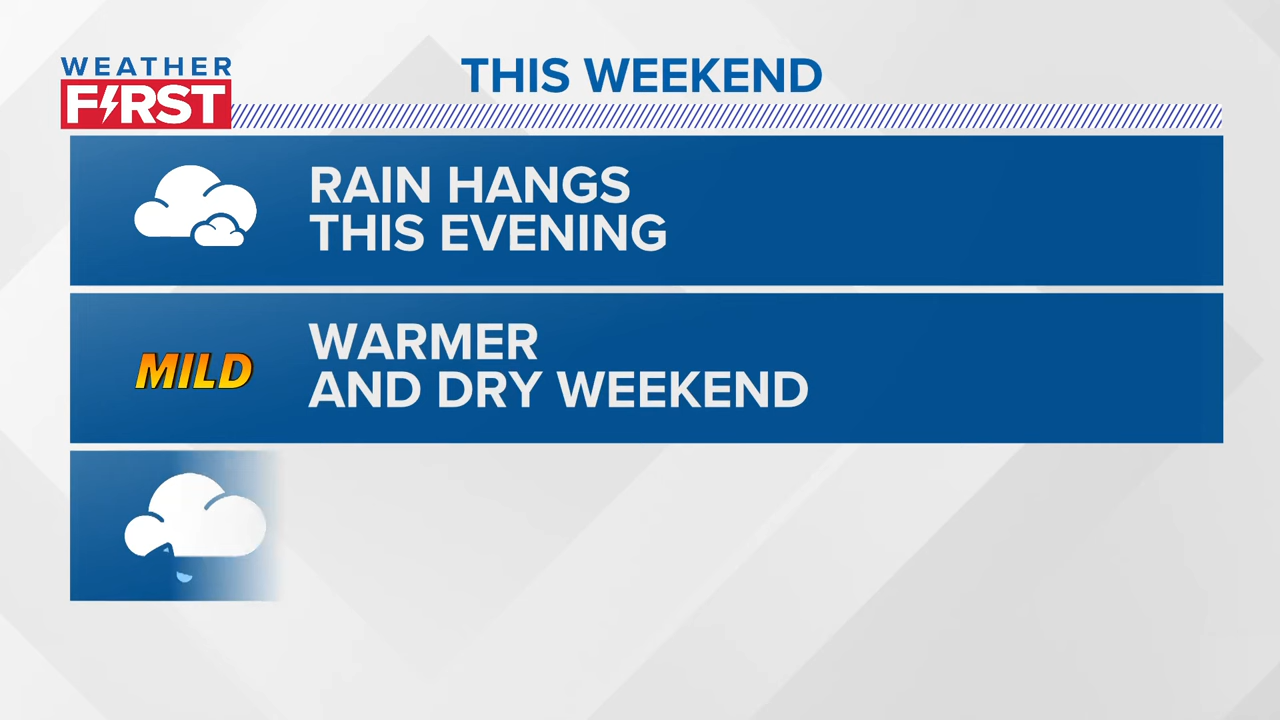 WEATHER
FIRST
THIS WEEKEND
RAIN HANGS
THIS EVENING
MILD
WARMER
AND DRY WEEKEND